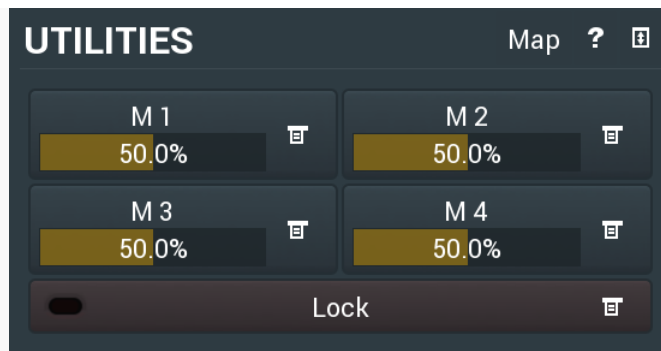 UTILITIES Map ?
M 1 M 2
50.0% 50.0%
M 3 M 4
50.0% 50.0%
Lock